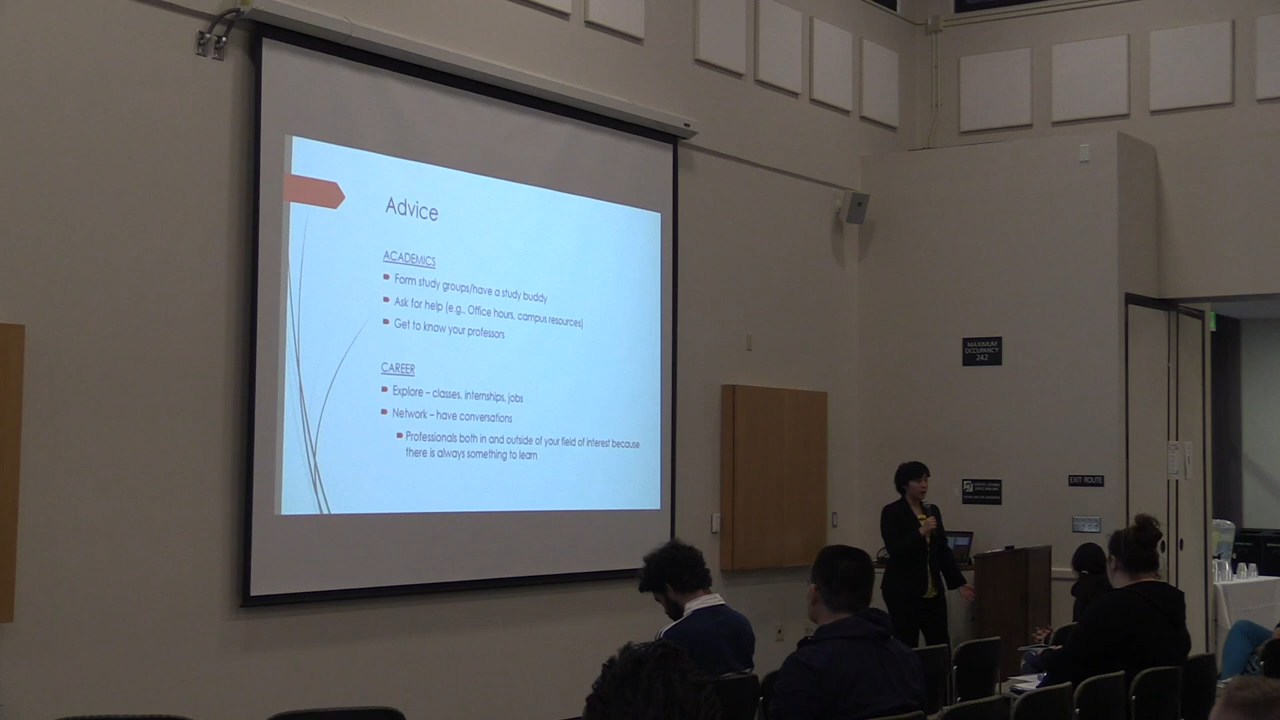 Advice
ACADEMICS
Form study groups/have a study buddy
Ask for help (e.g., Office hours, campus resources)
Get to know your professors
CAREER
Explore – classes, internships, jobs
Network – have conversations
Professionals both in and outside of your field of interest because
there is always something to learn
MAXIMUM
OCCUPANCY
242
EXIT ROUTE